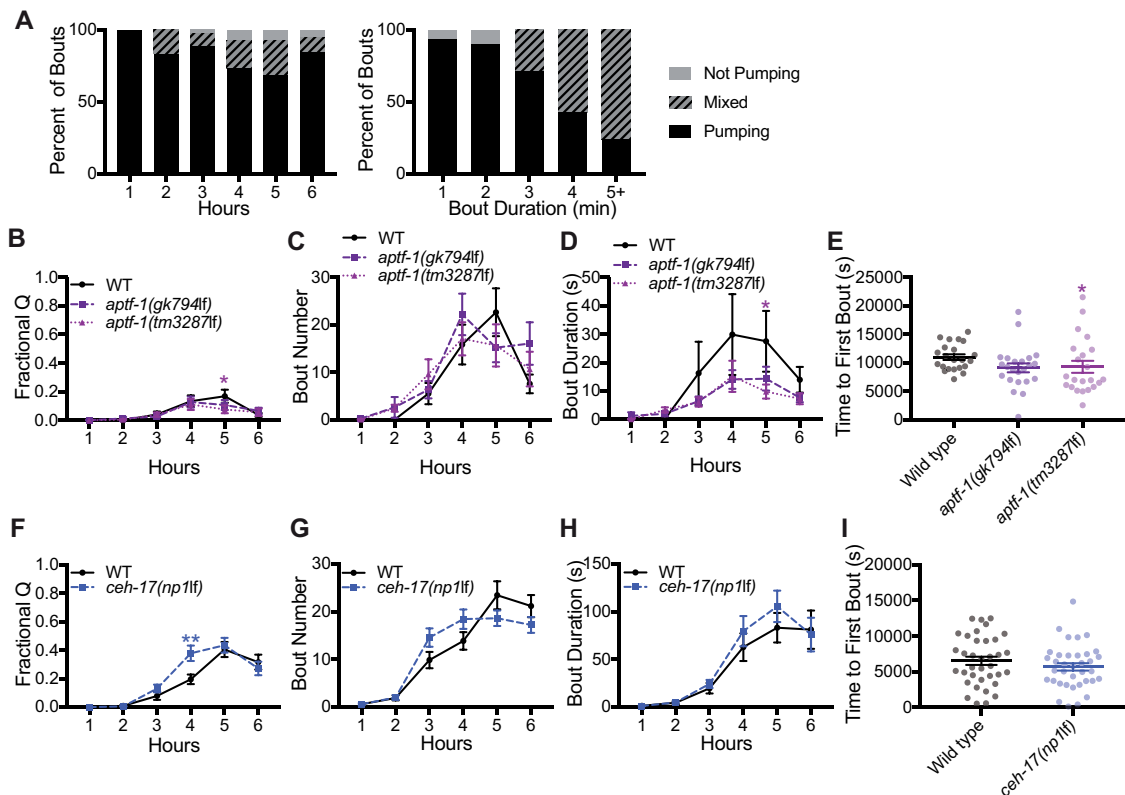 A
Percent of Bouts
100
50
0
1 2 3 4 5 6
Hours
Percent of Bouts
100
50
0
1 2 3 4 5+
Bout Duration (min)
Not Pumping
Mixed
Pumping
B
WT
aptf-1(gk794lf)
aptf-1(tm3287lf)
Fractional Q
1.0
0.8
0.6
0.4
0.2
0.0
*
1 2 3 4 5 6
Hours
C
WT
aptf-1(gk794lf)
aptf-1(tm3287lf)
Bout Number
30
20
10
0
1 2 3 4 5 6
Hours
D
WT
aptf-1(gk794lf)
aptf-1(tm3287lf)
Bout Duration (s)
50
40
30
20
10
0
*
1 2 3 4 5 6
Hours
E
Time to First Bout (s)
25000
20000
15000
10000
5000
0
*
Wild type
aptf-1(gk794lf)
aptf-1(tm3287lf)
F
WT
ceh-17(np1lf)
Fractional Q
1.0
0.8
0.6
0.4
0.2
0.0
**
1 2 3 4 5 6
Hours
G
WT
ceh-17(np1lf)
Bout Number
30
20
10
0
1 2 3 4 5 6
Hours
H
WT
ceh-17(np1lf)
Bout Duration (s)
150
100
50
0
1 2 3 4 5 6
Hours
I
Time to First Bout (s)
20000
15000
10000
5000
0
Wild type
ceh-17(np1lf)